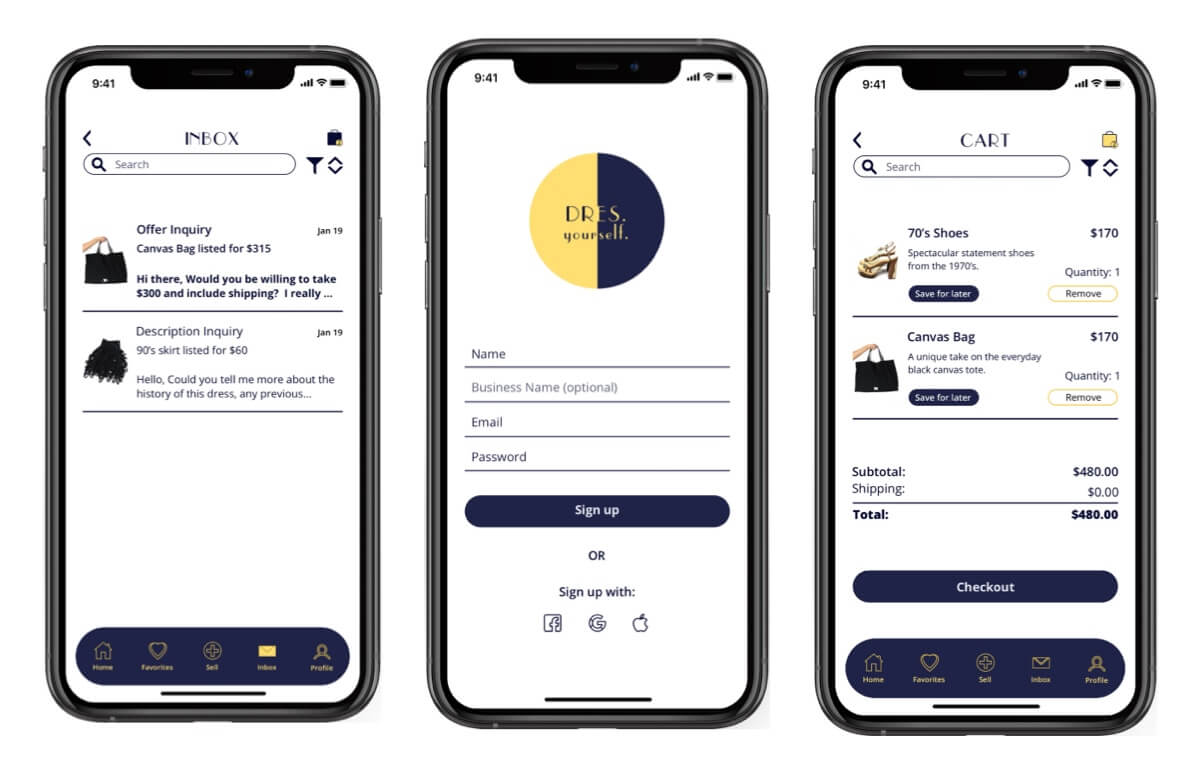 9:41
INBOX
Search
Offer Inquiry
Jan 19
Canvas Bag listed for $315
Hi there, Would you be willing to take
$300 and include shipping? I really ...
Description Inquiry
Jan 19
90's skirt listed for $60
Hello, Could you tell me more about the
history of this dress, any previous...
Home
Favorites
Sell
Inbox
Profile
9:41
DRES.
yourself.
Name
Business Name (optional)
Email
Password
Sign up
OR
Sign up with:
9:41
CART
Search
70's Shoes
$170
Spectacular statement shoes
from the 1970's.
Quantity: 1
Save for later
Remove
Canvas Bag
$170
A unique take on the everyday
black canvas tote.
Quantity: 1
Save for later
Remove
Subtotal:
$480.00
Shipping:
$0.00
Total:
$480.00
Checkout
Home
Favorites
Sell
Inbox
Profile